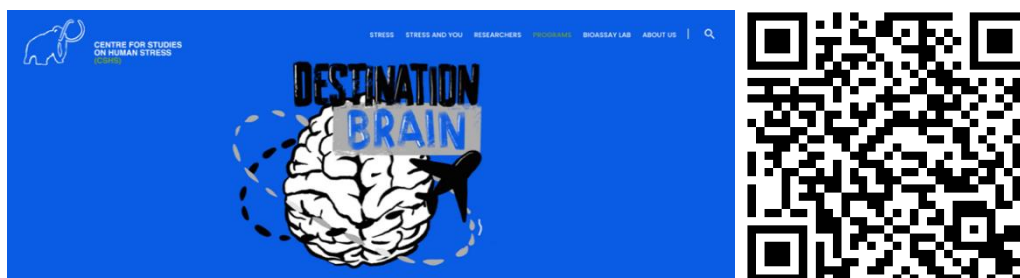 CENTRE FOR STUDIES
ON HUMAN STRESS
(CSHS)
STRESS STRESS AND YOU RESEARCHERS PROGRAMS BIOASSAY LAB ABOUT US
DESTINATION
BRAIN